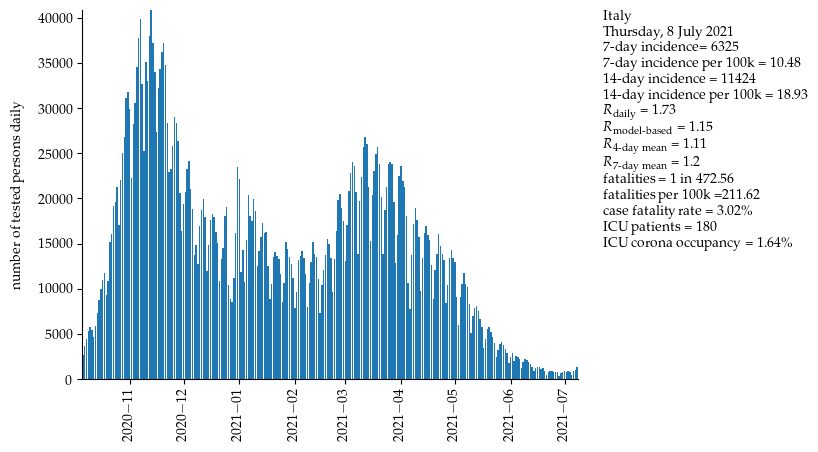 40000
35000
30000
25000
20000
15000
10000
5000
0
number of tested persons daily
2020−11
2020−12
2021−01
2021−02
2021−03
2021−04
2021−05
2021−06
2021−07
Italy
Thursday, 8 July 2021
7-day incidence= 6325
7-day incidence per 100k = 10.48
14-day incidence = 11424
14-day incidence per 100k = 18.93
R daily = 1.73
R model-based = 1.15
R 4-day mean = 1.11
R 7-day mean = 1.2
fatalities = 1 in 472.56
fatalities per 100k =211.62
case fatality rate = 3.02%
ICU patients = 180
ICU corona occupancy = 1.64%